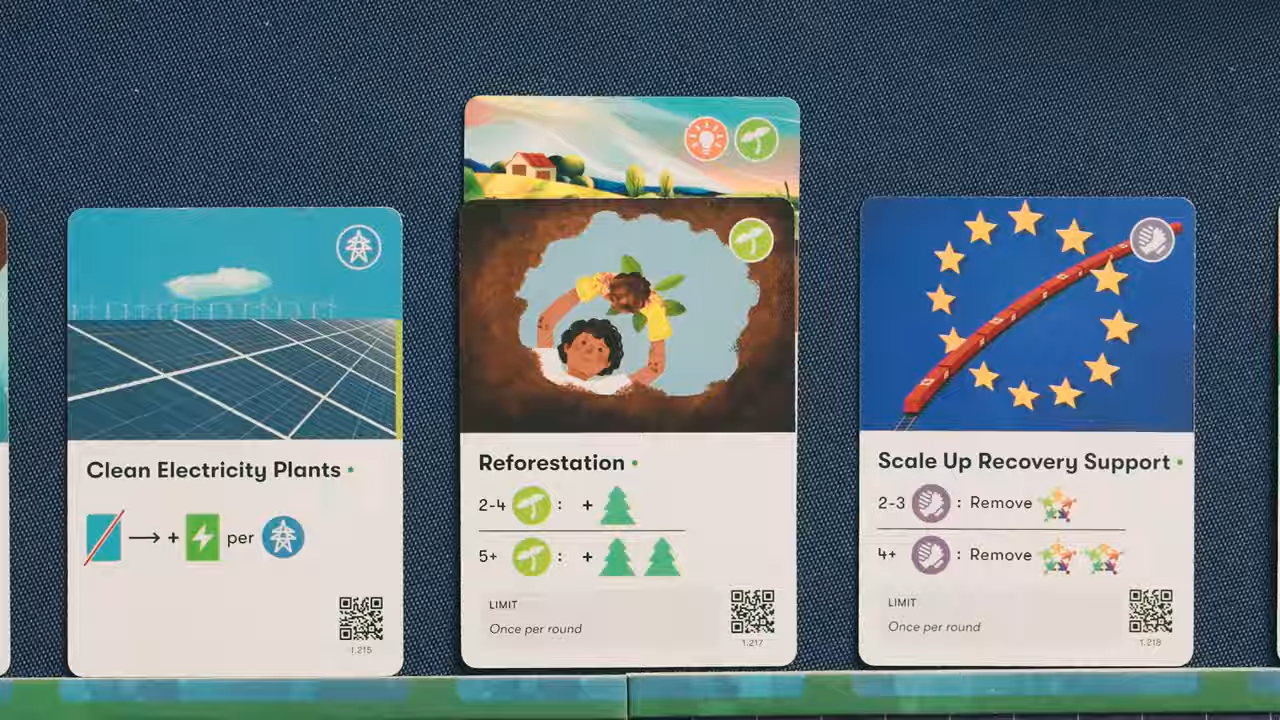 Clean Electricity Plants
+ per
1.215
Reforestation
2-4 : +
5+ : +
LIMIT
Once per round
1.217
Scale Up Recovery Support
2-3 : Remove
4+ : Remove
LIMIT
Once per round
1.218